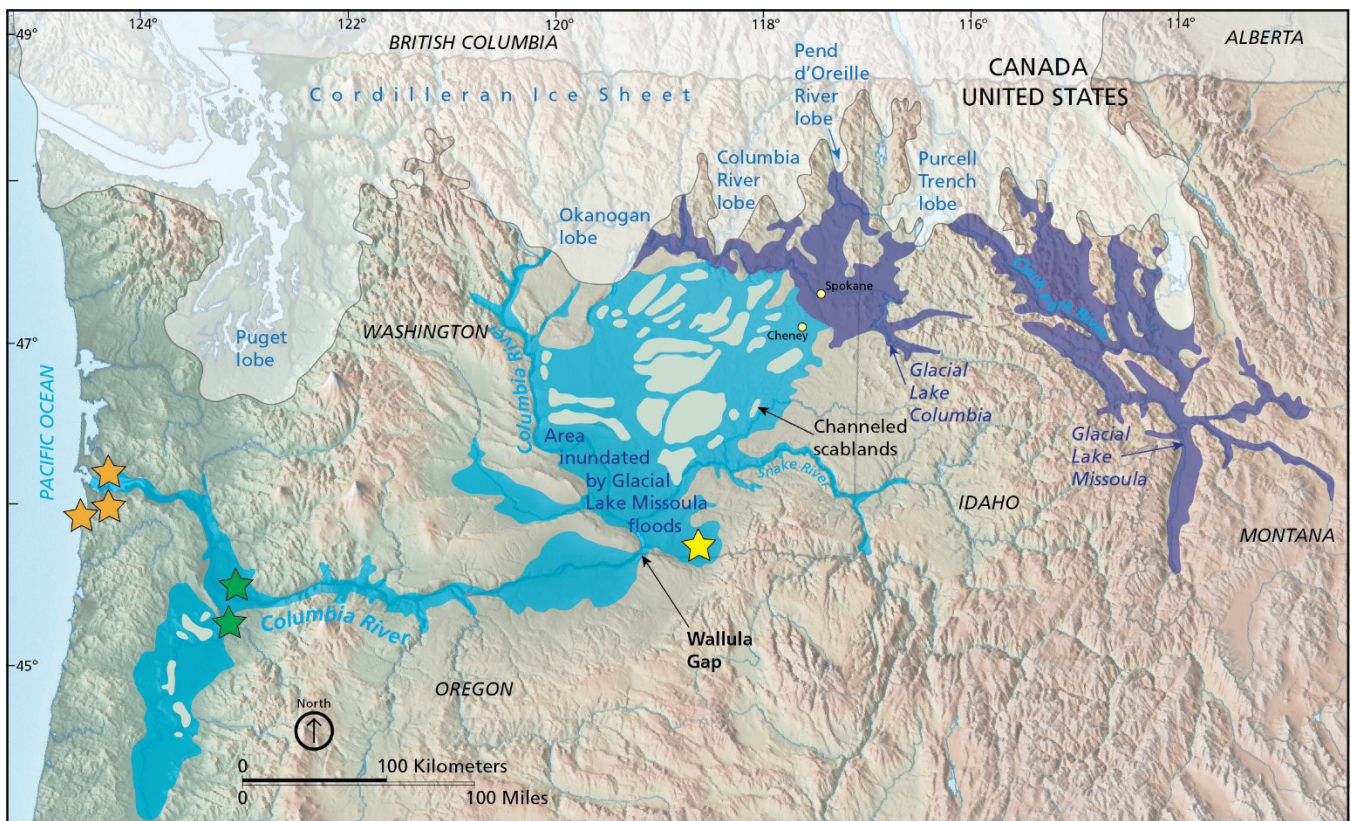 124°
122°
120°
118°
116°
114°
49°
BRITISH COLUMBIA
ALBERTA
Pend
d'Oreille
River
lobe
CANADA
UNITED STATES
Cordilleran Ice Sheet
Columbia
River
lobe
Purcell
Trench
lobe
Okanogan
lobe
Clark Fork River
Spokane
Cheney
WASHINGTON
Puget
lobe
47°
Columbia River
Glacial
Lake
Columbia
PACIFIC OCEAN
Channeled
scablands
Area
inundated
by Glacial
Lake Missoula
floods
Glacial
Lake
Missoula
Snake River
IDAHO
MONTANA
Columbia River
Wallula
Gap
45°
OREGON
North
0
100 Kilometers
0
100 Miles